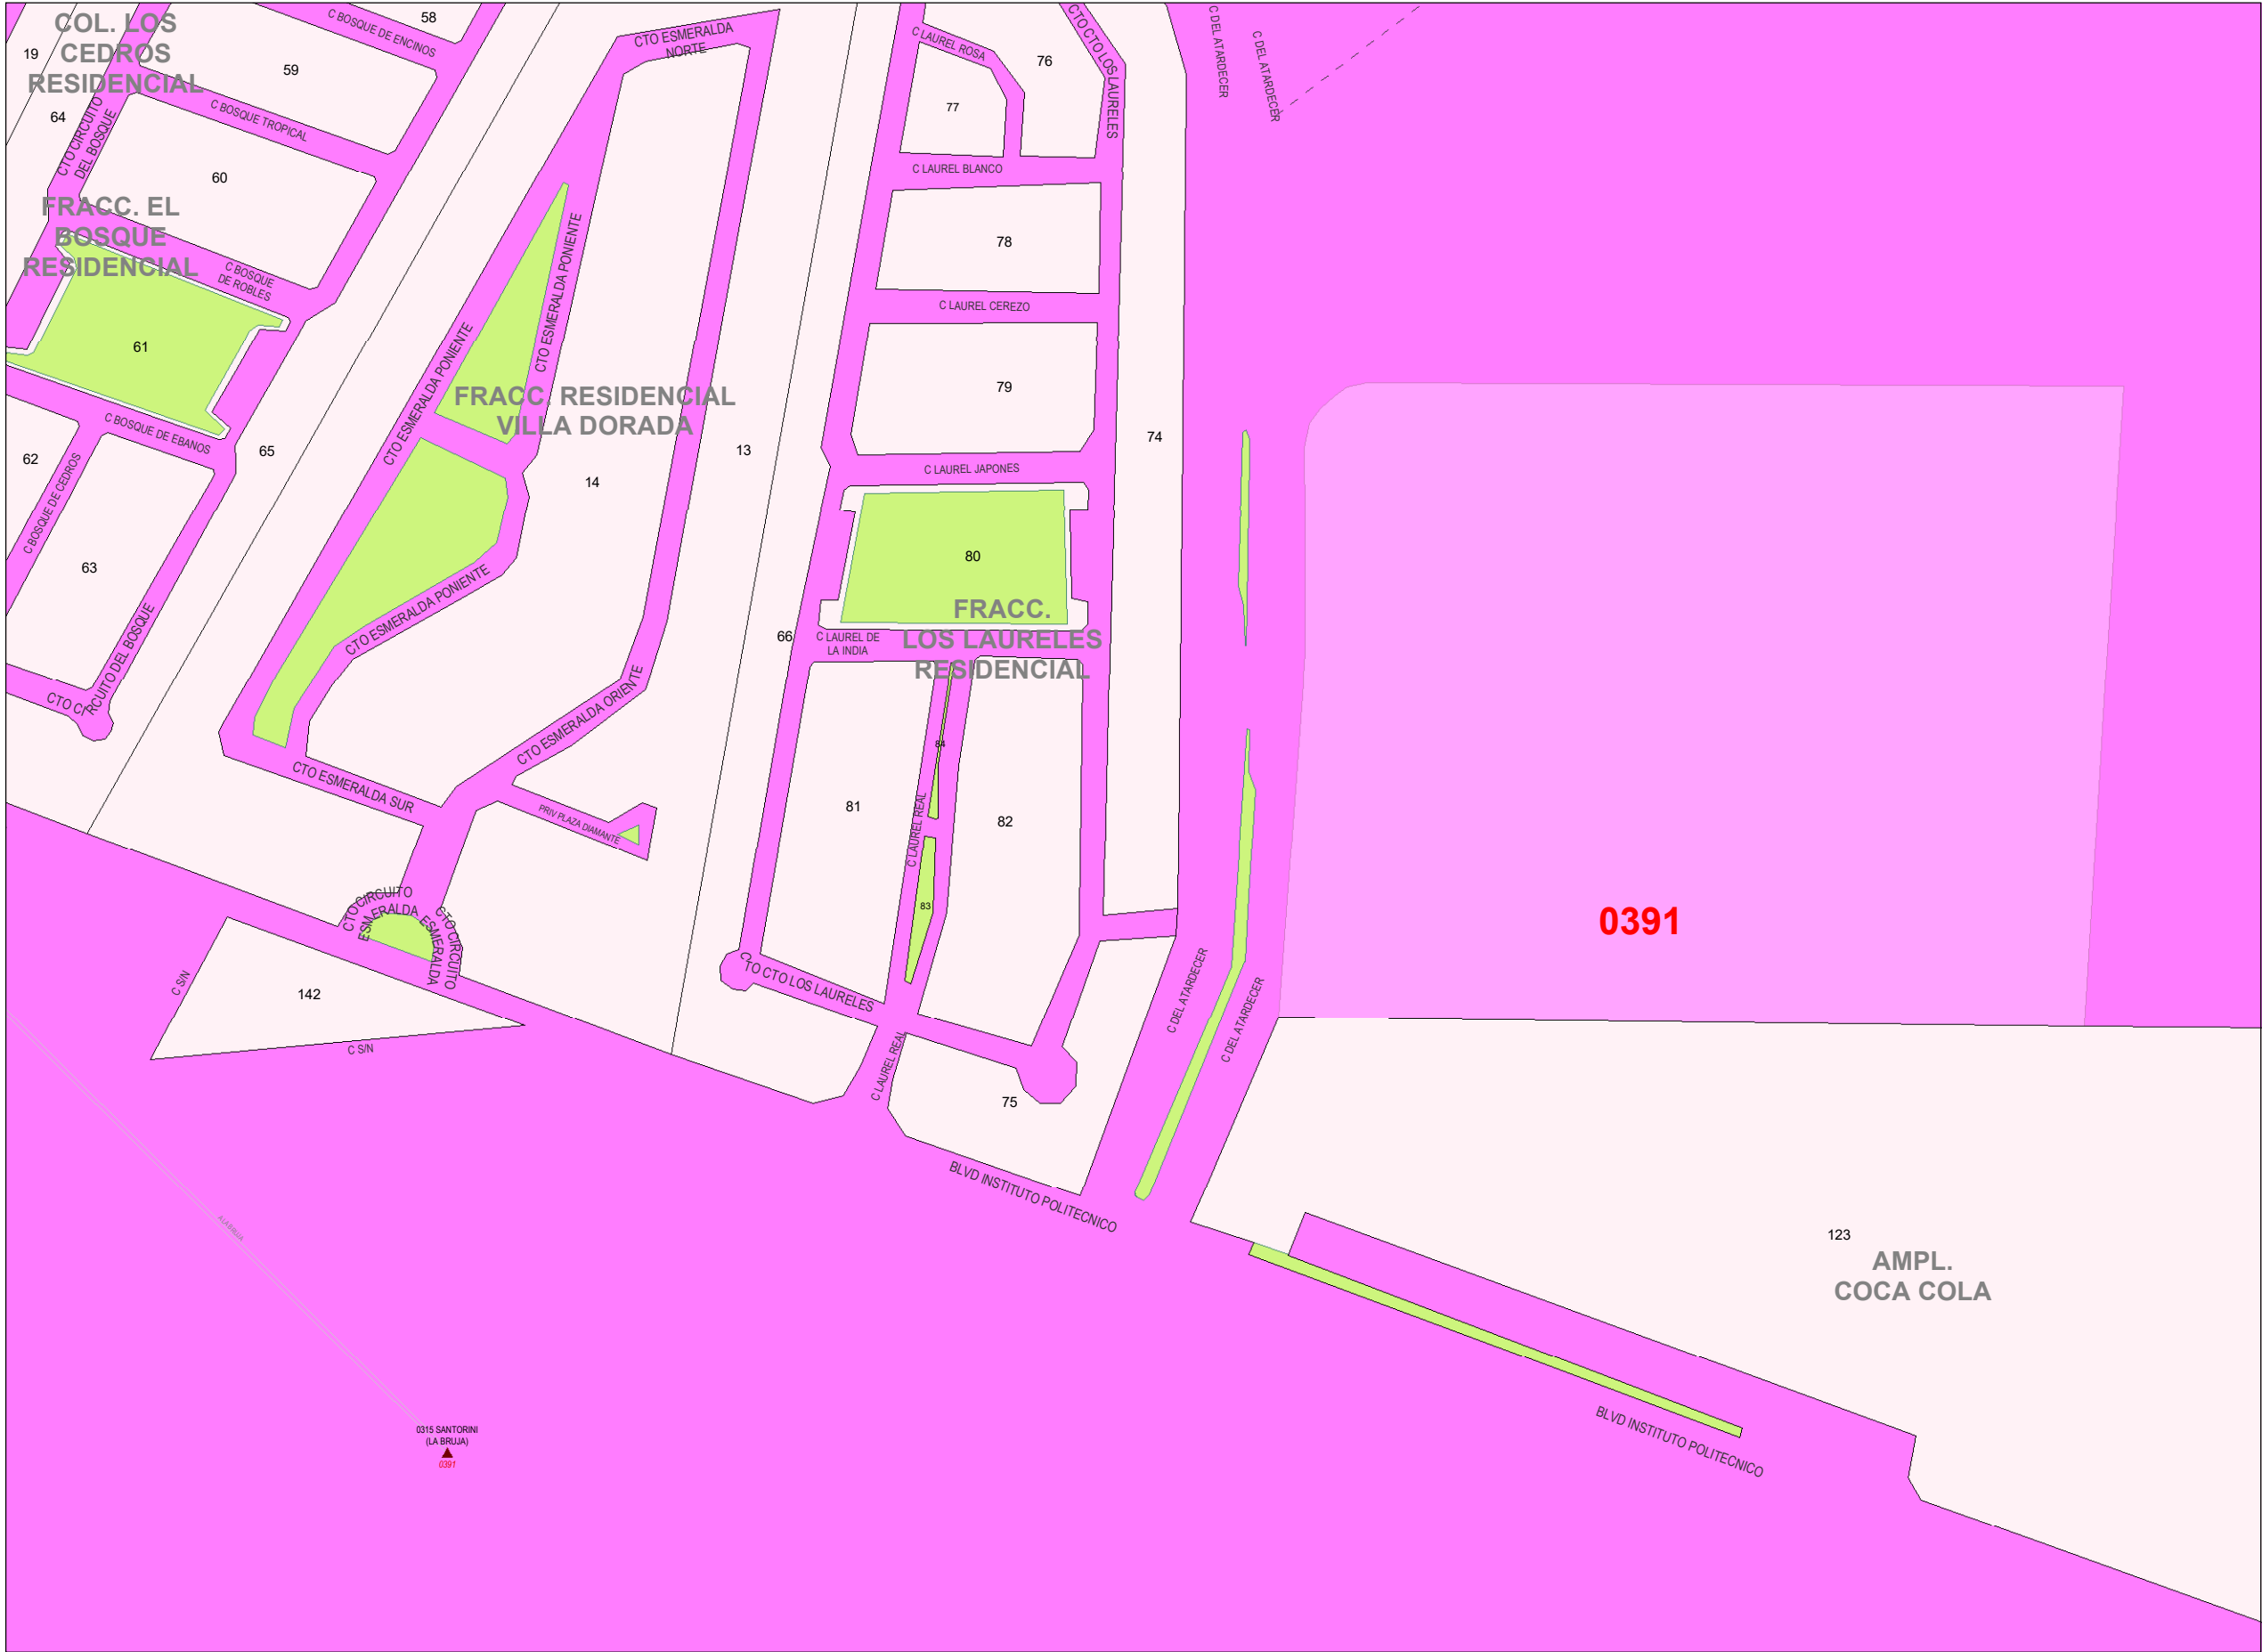 COL. LOS
CEDROS
RESIDENCIAL
19
64
58
C BOSQUE DE ENCINOS
59
C BOSQUE TROPICAL
CTO CIRCUITO
DEL BOSQUE
60
FRACC. EL
BOSQUE
RESIDENCIAL
C BOSQUE
DE ROBLES
61
C BOSQUE DE EBANOS
62
C BOSQUE DE CEDROS
63
65
CTO CIRCUITO DEL BOSQUE
CTO ESMERALDA
NORTE
CTO ESMERALDA PONIENTE
CTO ESMERALDA PONIENTE
FRACC. RESIDENCIAL
VILLA DORADA
14
13
CTO ESMERALDA PONIENTE
CTO ESMERALDA ORIENTE
CTO ESMERALDA SUR
PRIV PLAZA DIAMANTE
CTO CIRCUITO
ESMERALDA
CTO CIRCUITO
ESMERALDA
C S/N
142
C S/N
66
C LAUREL ROSA
76
77
CTO CTO LOS LAURELES
C LAUREL BLANCO
78
C LAUREL CEREZO
79
74
C LAUREL JAPONES
80
FRACC.
LOS LAURELES
RESIDENCIAL
C LAUREL DE
LA INDIA
84
81
C LAUREL REAL
82
83
CTO CTO LOS LAURELES
C LAUREL REAL
75
BLVD INSTITUTO POLITECNICO
C DEL ATARDECER
C DEL ATARDECER
C DEL ATARDECER
C DEL ATARDECER
0391
123
AMPL.
COCA COLA
BLVD INSTITUTO POLITECNICO
0315 SANTORINI
(LA BRUJA)
0391